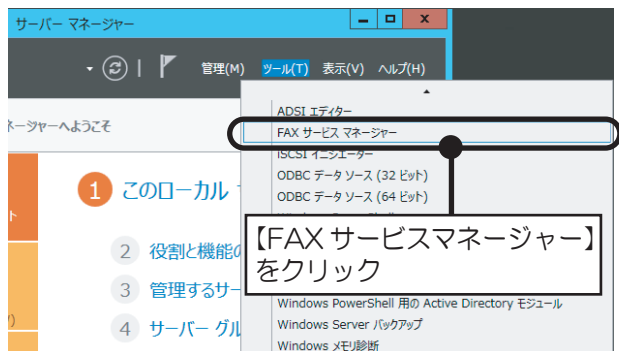 サーバー マネージャー
管理(M) ツール(T) 表示(V) ヘルプ(H)
ネージャーへようこそ
ADSI エディター
FAX サービス マネージャー
iSCSI イニシエーター
ODBC データ ソース (32 ビット)
ODBC データ ソース (64 ビット)
1 このローカル
ト
【FAX サービスマネージャー】
をクリック
2 役割と機能の
3 管理するサー
4 サーバー グル
Windows PowerShell 用の Active Directory モジュール
Windows Server バックアップ
Windows メモリ診断